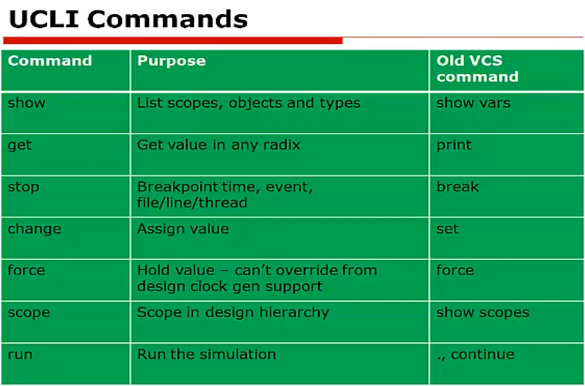 UCLI Commands
Command Purpose Old VCS
command
show List scopes, objects and types show vars
get Get value in any radix print
stop Breakpoint time, event, break
file/line/thread
change Assign value set
force Hold value – can't override from force
design clock gen support
scope Scope in design hierarchy show scopes
run Run the simulation ., continue